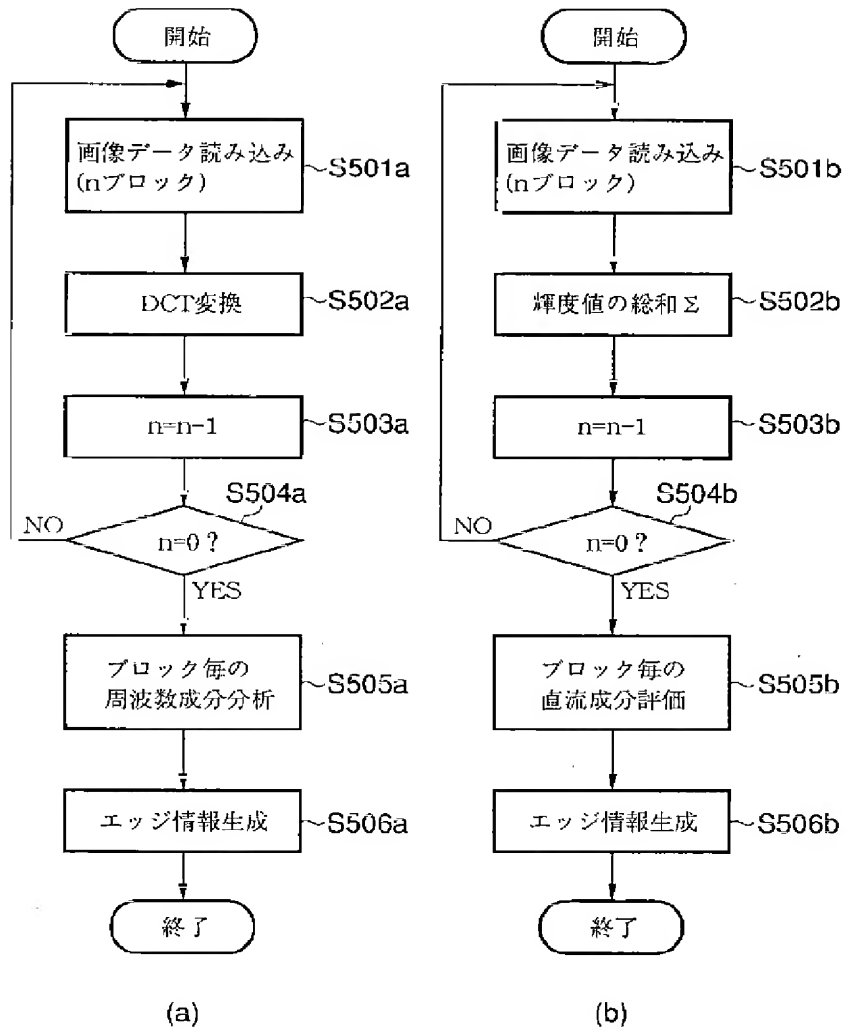 開始
画像データ読み込み
(nブロック)
S501a
DCT変換
S502a
n=n-1
S503a
S504a
NO
n=0？
YES
ブロック毎の
周波数成分分析
S505a
エッジ情報生成
S506a
終了
(a)
開始
画像データ読み込み
(nブロック)
S501b
輝度値の総和Σ
S502b
n=n-1
S503b
S504b
NO
n=0？
YES
ブロック毎の
直流成分評価
S505b
エッジ情報生成
S506b
終了
(b)